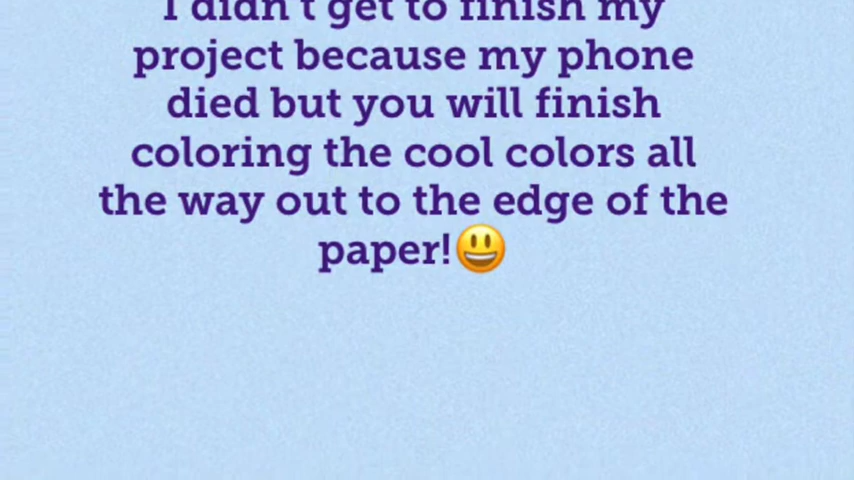 I didn't get to finish my
project because my phone
died but you will finish
coloring the cool colors all
the way out to the edge of the
paper!😃